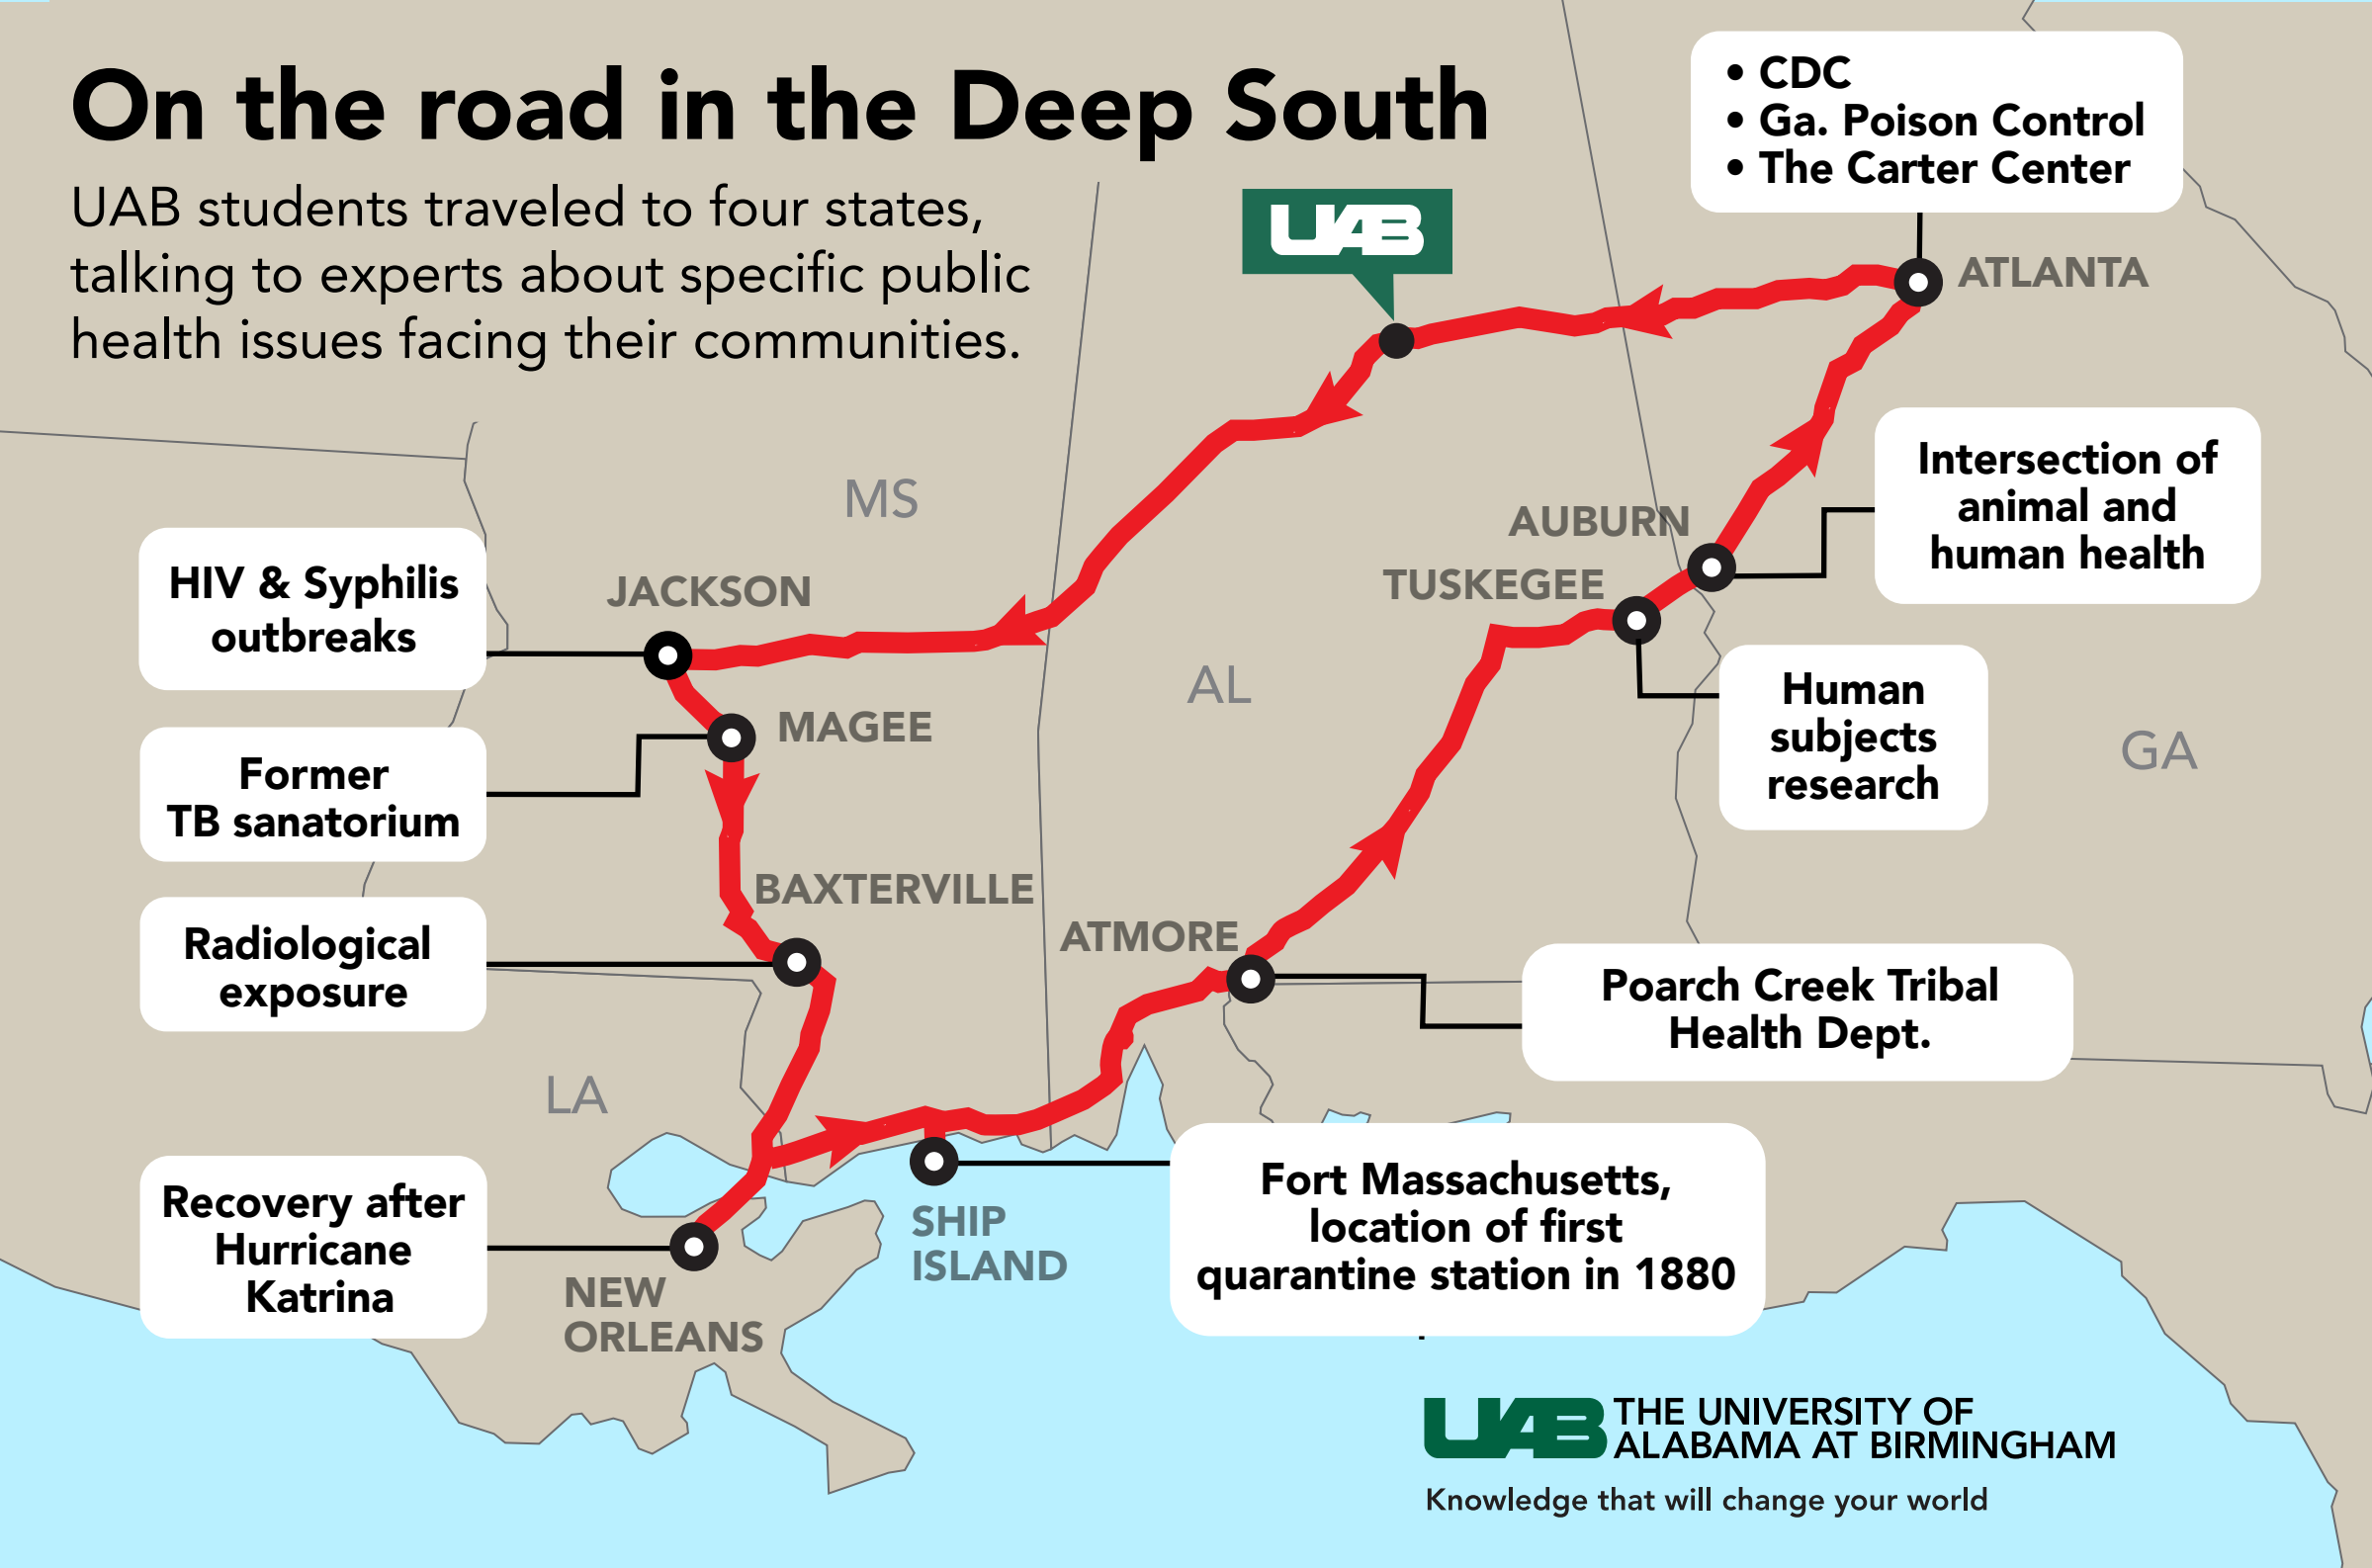 On the road in the Deep South
UAB students traveled to four states,
talking to experts about specific public
health issues facing their communities.
UAB
• CDC
• Ga. Poison Control
• The Carter Center
ATLANTA
MS
Intersection of
animal and
human health
AUBURN
TUSKEGEE
HIV & Syphilis
outbreaks
JACKSON
AL
Human
subjects
research
GA
MAGEE
Former
TB sanatorium
BAXTERVILLE
ATMORE
Radiological
exposure
Poarch Creek Tribal
Health Dept.
LA
Recovery after
Hurricane
Katrina
SHIP
ISLAND
Fort Massachusetts,
location of first
quarantine station in 1880
NEW
ORLEANS
UAB THE UNIVERSITY OF
ALABAMA AT BIRMINGHAM
Knowledge that will change your world